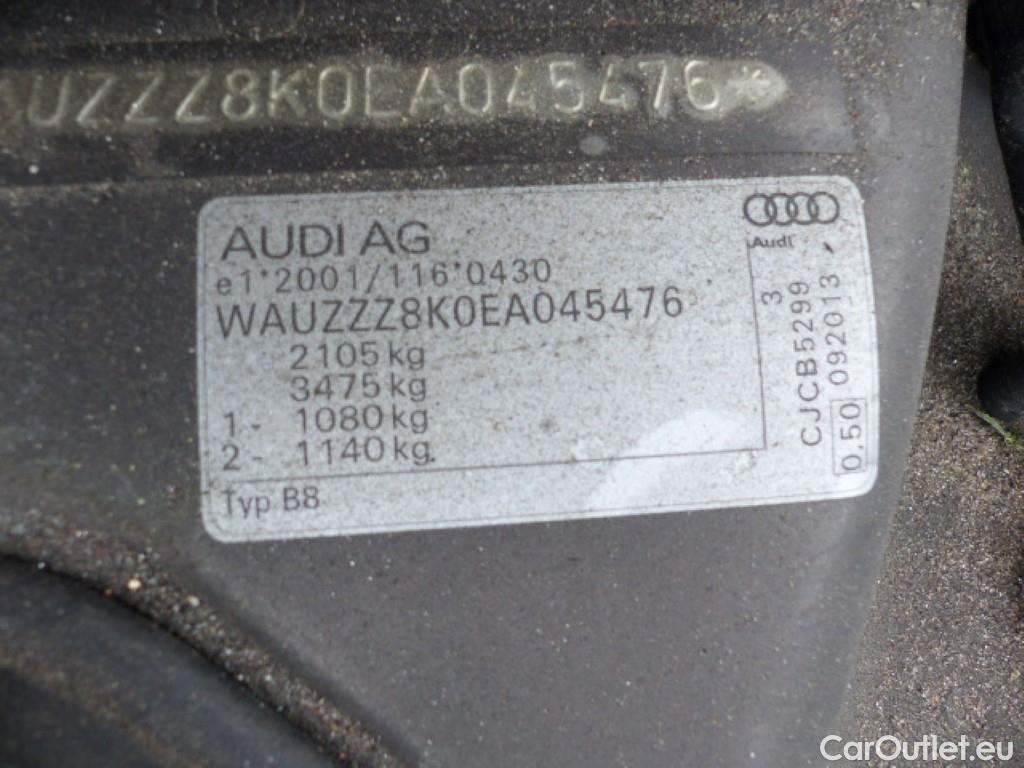 UZZZ8K0EA045476*
AUDI AG
Audi
e1*2001/116*0430
WAUZZZ8K0EA045476
2105 kg
3475 kg
1 - 1080 kg
2 - 1140 kg
Typ B8
3
CJCB5299
0,50 092013
CarOutlet.eu